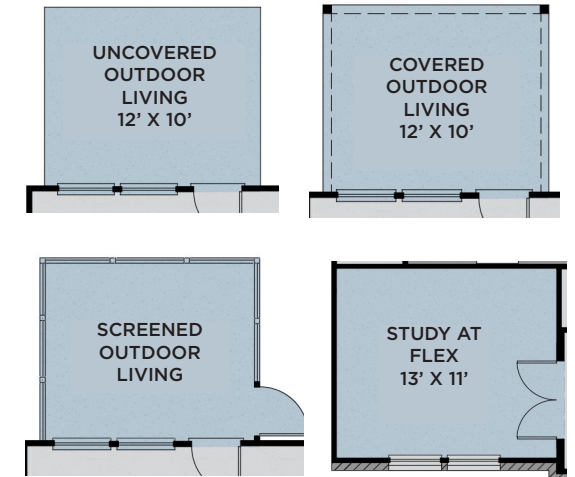 UNCOVERED
OUTDOOR
LIVING
12’ X 10’
COVERED
OUTDOOR
LIVING
12’ X 10’
SCREENED
OUTDOOR
LIVING
STUDY AT
FLEX
13’ X 11’